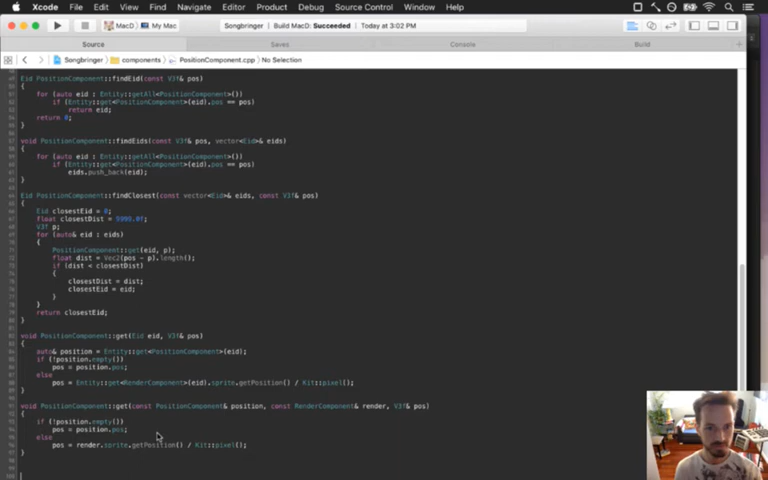 Xcode File Edit View Find Navigate Editor Product Debug Source Control Window Help
MacD My Mac Songbringer Build MacD: Succeeded Today at 3:02 PM
Source Saves Console Build
Songbringer components PositionComponent.cpp No Selection
Eid PositionComponent::findEid(const V3f& pos)
{
for (auto eid : Entity::getAll<PositionComponent>())
if (Entity::get<PositionComponent>(eid).pos == pos)
return eid;
return 0;
}
void PositionComponent::findEids(const V3f& pos, vector<Eid>& eids)
{
for (auto eid : Entity::getAll<PositionComponent>())
if (Entity::get<PositionComponent>(eid).pos == pos)
eids.push_back(eid);
}
Eid PositionComponent::findClosest(const vector<Eid>& eids, const V3f& pos)
{
Eid closestEid = 0;
float closestDist = 9999.0f;
V3f p;
for (auto& eid : eids)
{
PositionComponent::get(eid, p);
float dist = Vec2(pos - p).length();
if (dist < closestDist)
{
closestDist = dist;
closestEid = eid;
}
}
return closestEid;
}
void PositionComponent::get(Eid eid, V3f& pos)
{
auto& position = Entity::get<PositionComponent>(eid);
if (!position.empty())
pos = position.pos;
else
pos = Entity::get<RenderComponent>(eid).sprite.getPosition() / Kit::pixel();
}
void PositionComponent::get(const PositionComponent& position, const RenderComponent& render, V3f& pos)
{
if (!position.empty())
pos = position.pos;
else
pos = render.sprite.getPosition() / Kit::pixel();
}